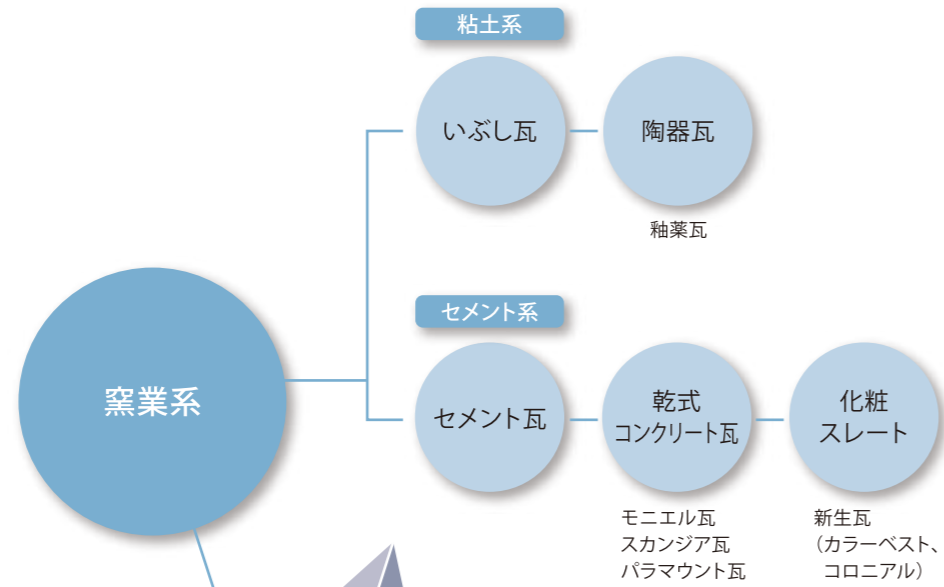 粘土系
いぶし瓦
陶器瓦
釉薬瓦
窯業系
セメント系
セメント瓦
乾式
コンクリート瓦
化粧
スレート
モニエル瓦
スカンジア瓦
パラマウント瓦
新生瓦
（カラーベスト、
コロニアル）